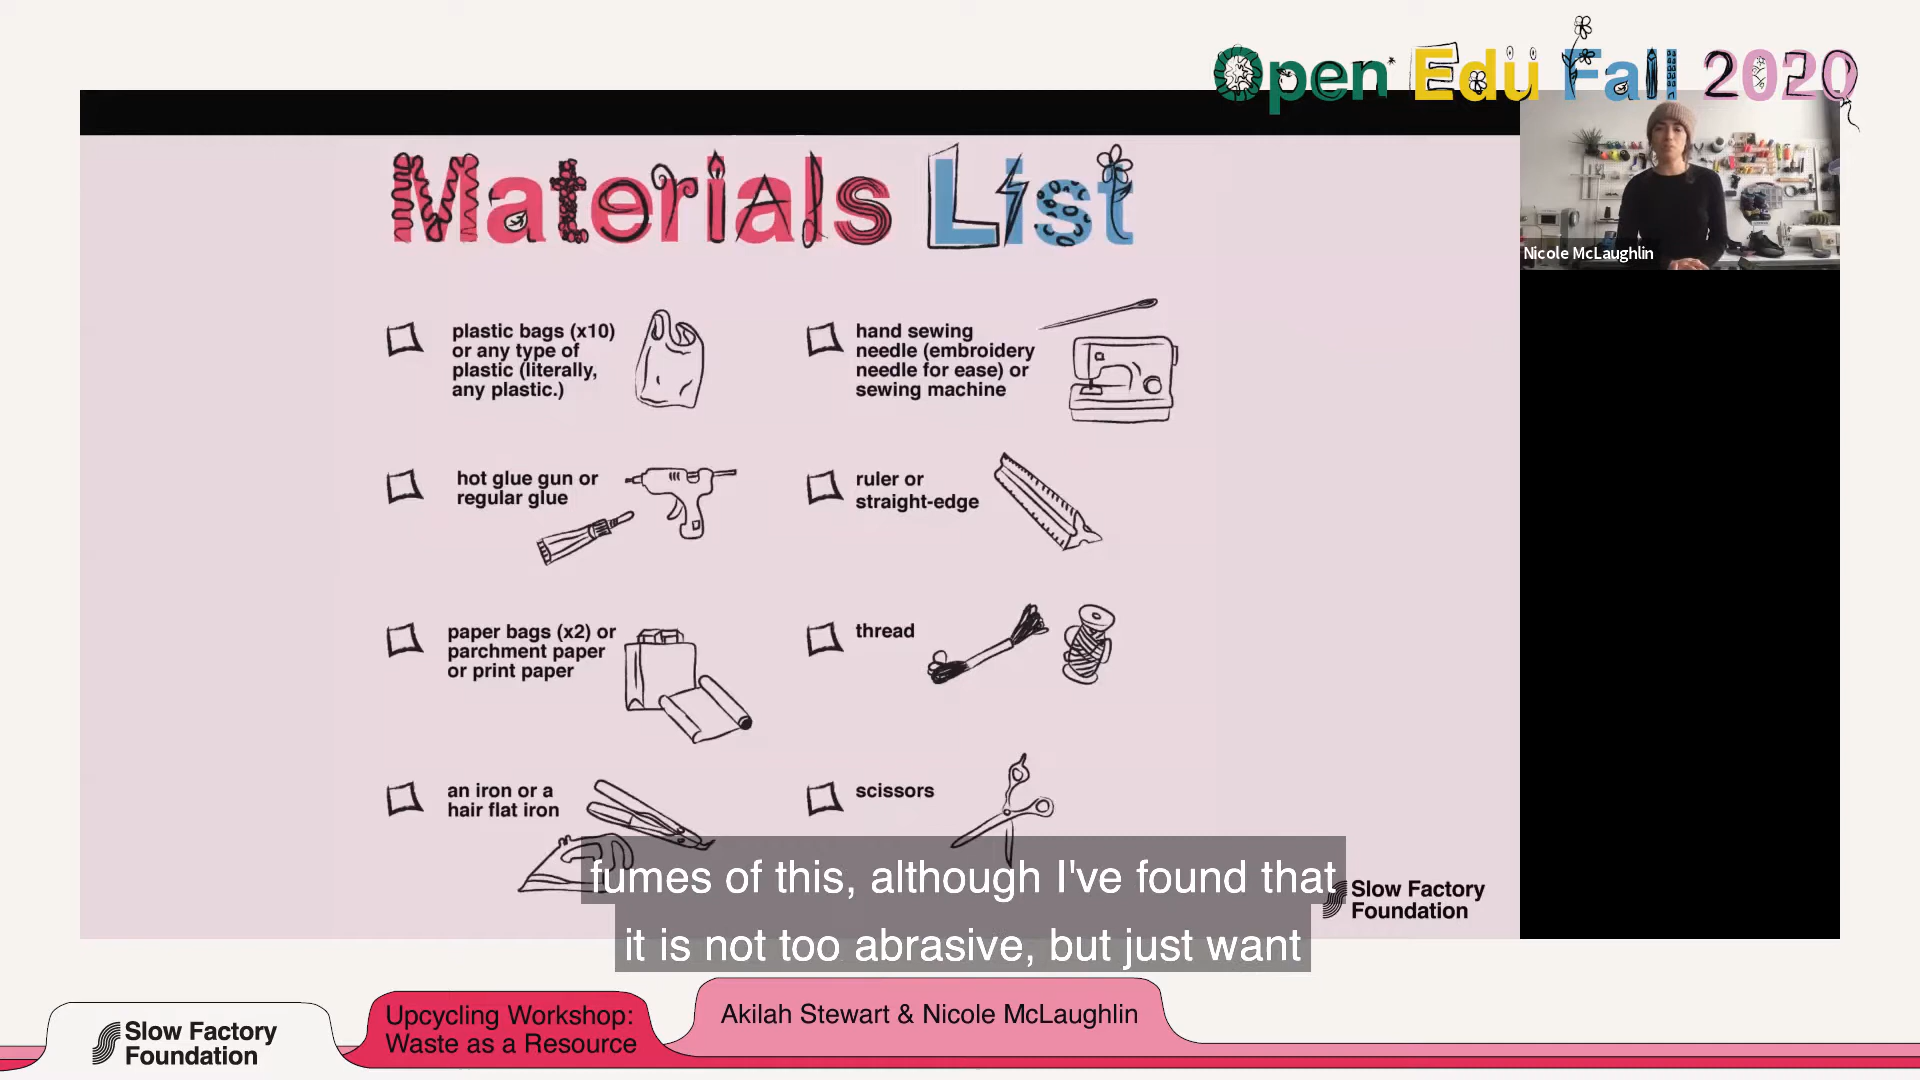 Open Edu Fall 2020
Materials List
Nicole McLaughlin
plastic bags (x10)
or any type of
plastic (literally,
any plastic.)
hand sewing
needle (embroidery
needle for ease) or
sewing machine
hot glue gun or
regular glue
ruler or
straight-edge
paper bags (x2) or
parchment paper
or print paper
thread
an iron or a
hair flat iron
scissors
fumes of this, although I've found that
it is not too abrasive, but just want
Slow Factory
Foundation
Slow Factory
Foundation
Upcycling Workshop:
Waste as a Resource
Akilah Stewart & Nicole McLaughlin